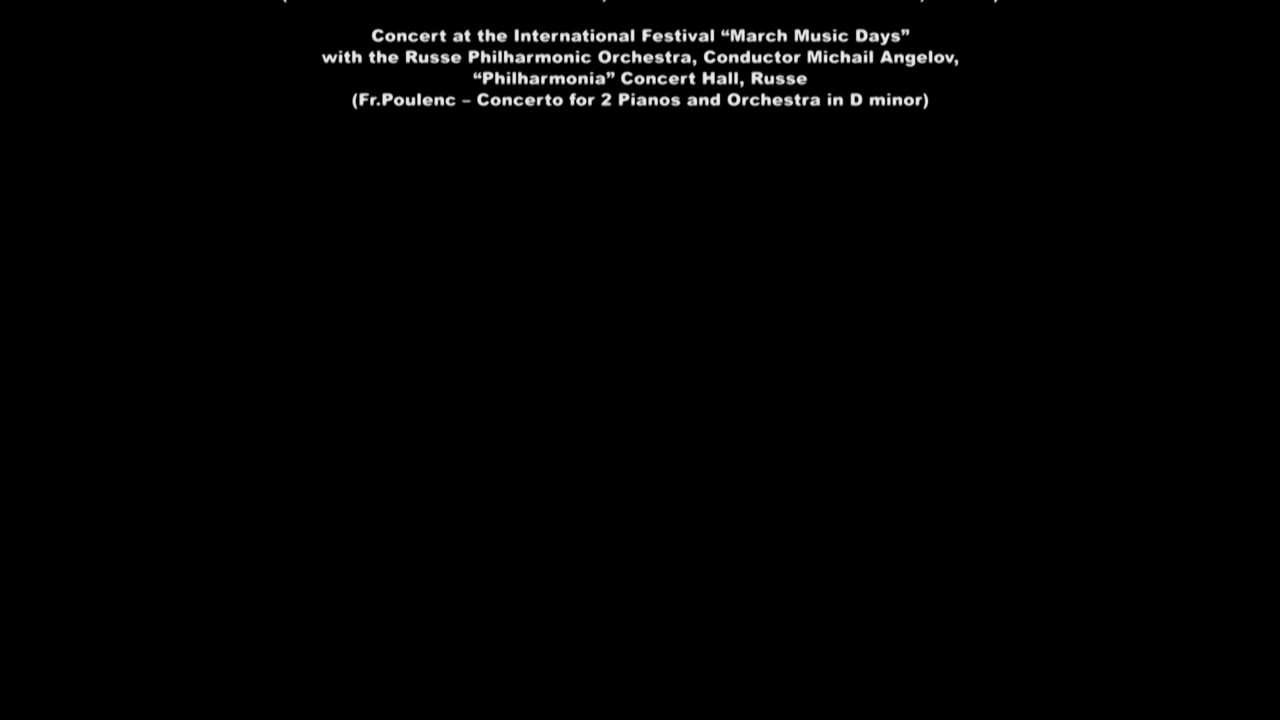 Concert at the International Festival “March Music Days”
with the Russe Philharmonic Orchestra, Conductor Michail Angelov,
“Philharmonia” Concert Hall, Russe
(Fr.Poulenc – Concerto for 2 Pianos and Orchestra in D minor)